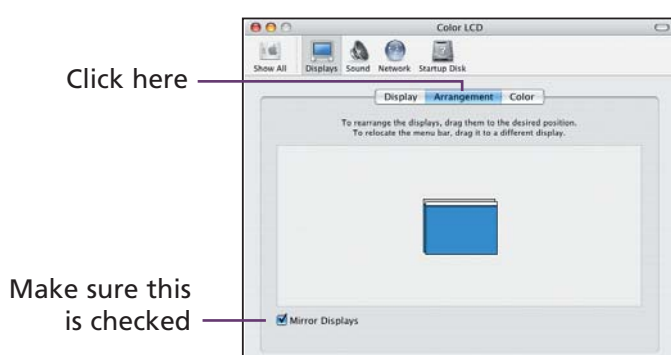 Color LCD
Show All Displays Sound Network Startup Disk
Click here
Display Arrangement Color
To rearrange the displays, drag them to the desired position.
To relocate the menu bar, drag it to a different display.
Make sure this
is checked
Mirror Displays